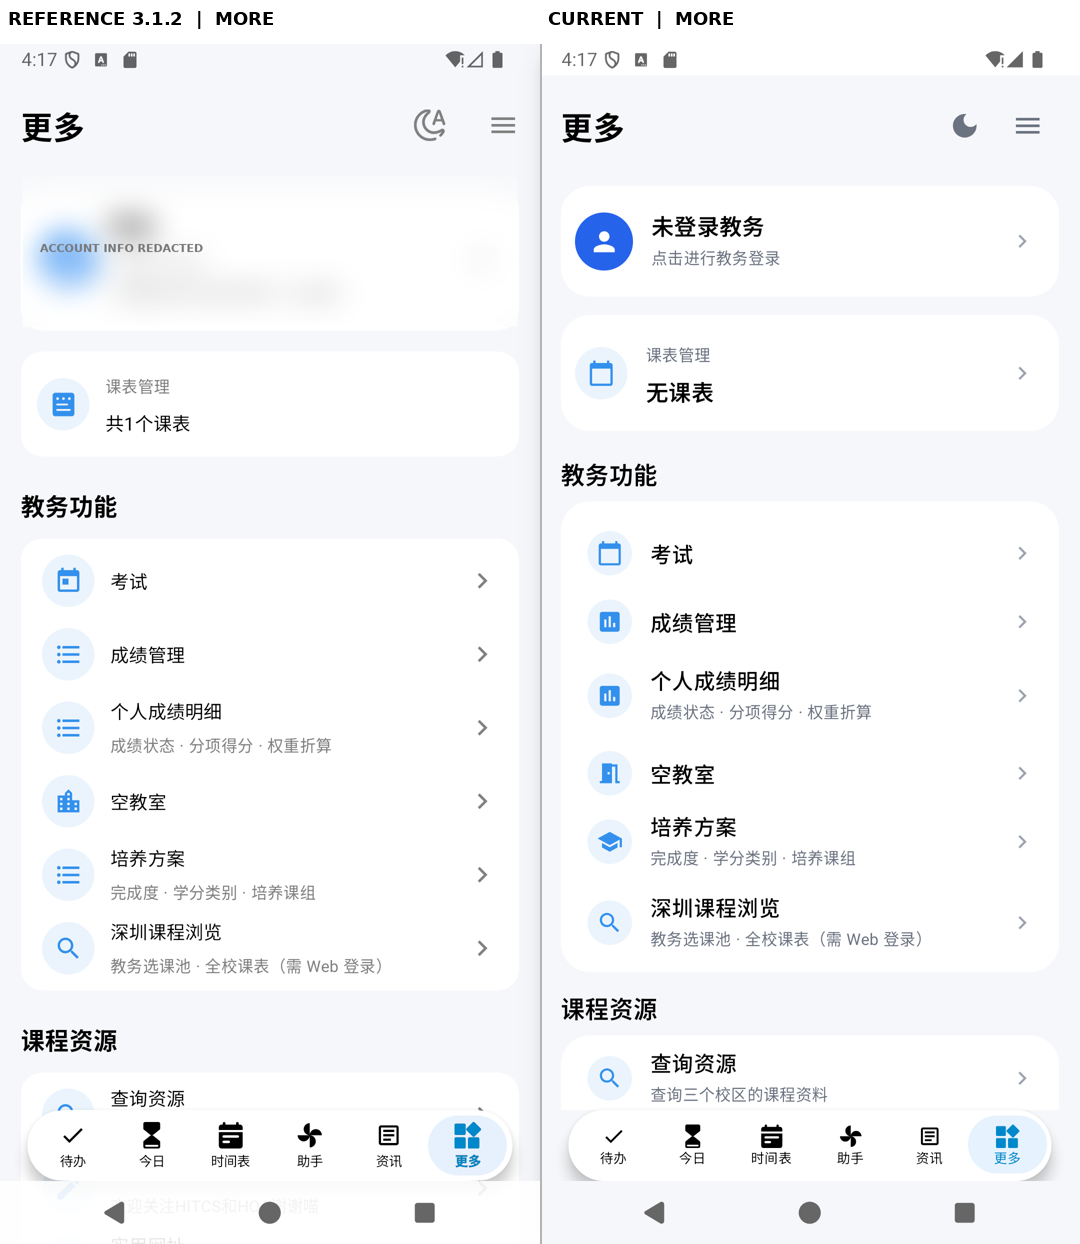 REFERENCE 3.1.2 | MORE
4:17
更多
ACCOUNT INFO REDACTED
课表管理
共1个课表
教务功能
考试
成绩管理
个人成绩明细
成绩状态 · 分项得分 · 权重折算
空教室
培养方案
完成度 · 学分类别 · 培养课组
深圳课程浏览
教务选课池 · 全校课表（需 Web 登录）
课程资源
查询资源
待办
今日
时间表
助手
资讯
更多
CURRENT | MORE
4:17
更多
未登录教务
点击进行教务登录
课表管理
无课表
教务功能
考试
成绩管理
个人成绩明细
成绩状态 · 分项得分 · 权重折算
空教室
培养方案
完成度 · 学分类别 · 培养课组
深圳课程浏览
教务选课池 · 全校课表（需 Web 登录）
课程资源
查询资源
查询三个校区的课程资料
待办
今日
时间表
助手
资讯
更多